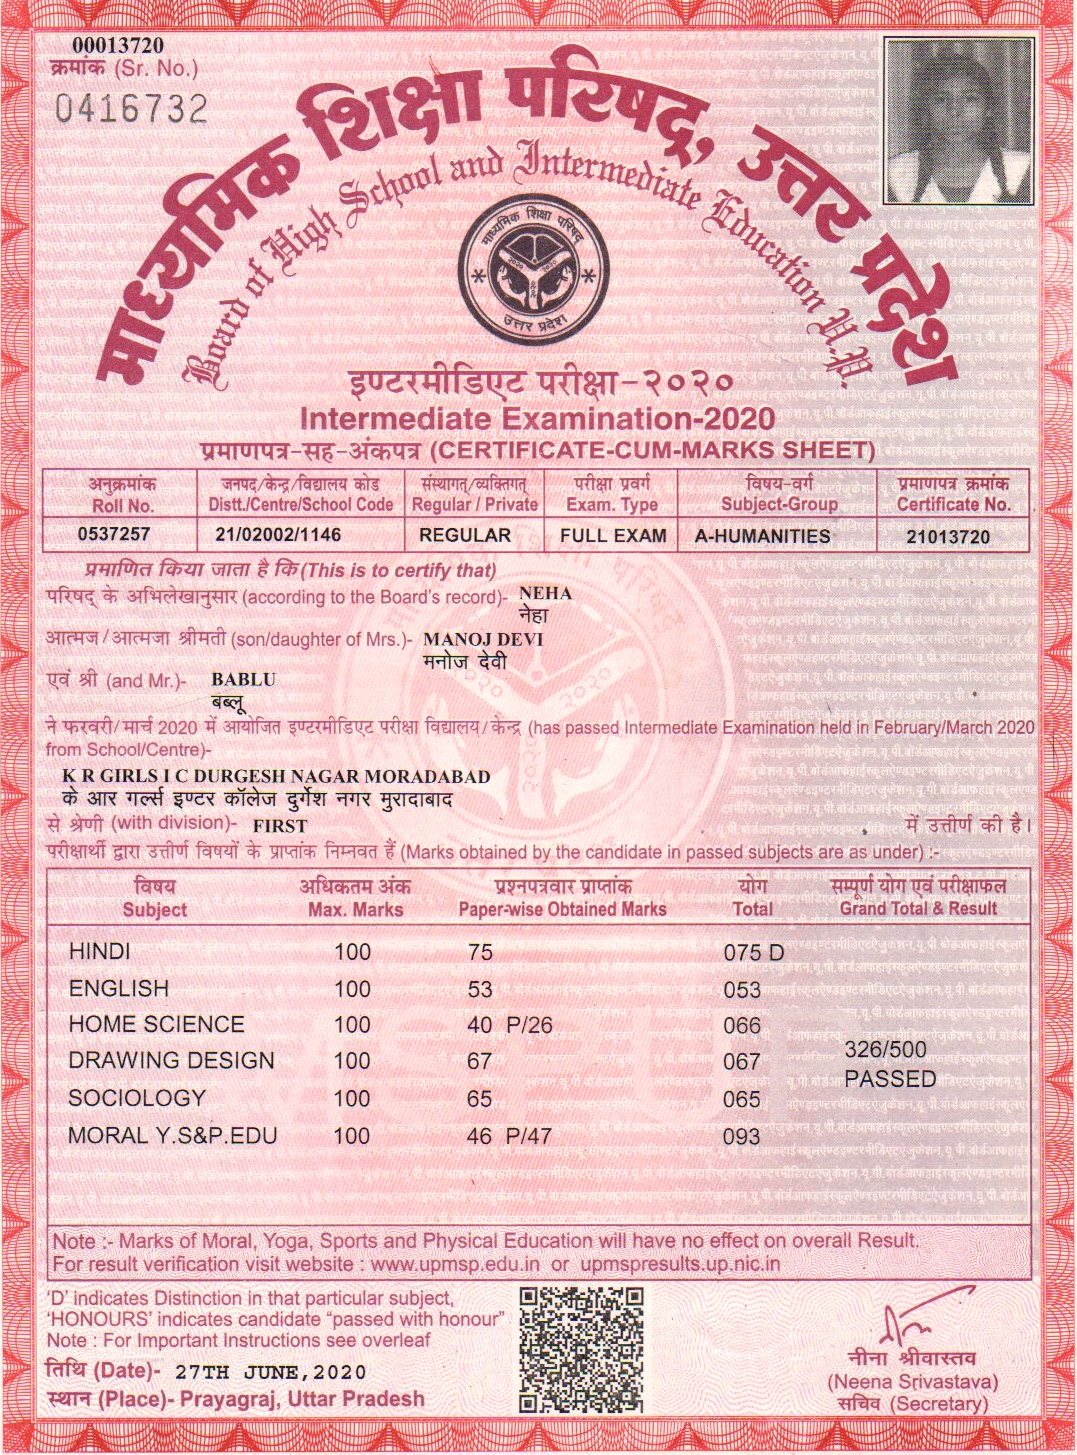 00013720
क्रमांक (Sr. No.)
0416732
माध्यमिक शिक्षा परिषद्, उत्तर प्रदेश
Board of High School and Intermediate Education U.P.
माध्यमिक शिक्षा परिषद्
उत्तर प्रदेश
इण्टरमीडिएट परीक्षा-२०२०
Intermediate Examination-2020
प्रमाणपत्र-सह-अंकपत्र (CERTIFICATE-CUM-MARKS SHEET)
अनुक्रमांक जनपद/केन्द्र/विद्यालय कोड संस्थागत्/व्यक्तिगत् परीक्षा प्रवर्ग विषय-वर्ग प्रमाणपत्र क्रमांक
Roll No. Distt./Centre/School Code Regular / Private Exam. Type Subject-Group Certificate No.
0537257 21/02002/1146 REGULAR FULL EXAM A-HUMANITIES 21013720
प्रमाणित किया जाता है कि (This is to certify that)
परिषद् के अभिलेखानुसार (according to the Board's record)- NEHA
नेहा
आत्मज/आत्मजा श्रीमती (son/daughter of Mrs.)- MANOJ DEVI
मनोज देवी
एवं श्री (and Mr.)- BABLU
बब्लू
ने फरवरी/मार्च 2020 में आयोजित इण्टरमीडिएट परीक्षा विद्यालय/केन्द्र (has passed Intermediate Examination held in February/March 2020
from School/Centre)-
K R GIRLS I C DURGESH NAGAR MORADABAD
के आर गर्ल्स इण्टर कॉलेज दुर्गेश नगर मुरादाबाद
से श्रेणी (with division)- FIRST में उत्तीर्ण की है।
परीक्षार्थी द्वारा उत्तीर्ण विषयों के प्राप्तांक निम्नवत हैं (Marks obtained by the candidate in passed subjects are as under) :-
विषय अधिकतम अंक प्रश्नपत्रवार प्राप्तांक योग सम्पूर्ण योग एवं परीक्षाफल
Subject Max. Marks Paper-wise Obtained Marks Total Grand Total & Result
HINDI 100 75 075 D
ENGLISH 100 53 053
HOME SCIENCE 100 40 P/26 066
326/500
DRAWING DESIGN 100 67 067
PASSED
SOCIOLOGY 100 65 065
MORAL Y.S&P.EDU 100 46 P/47 093
Note :- Marks of Moral, Yoga, Sports and Physical Education will have no effect on overall Result.
For result verification visit website : www.upmsp.edu.in or upmspresults.up.nic.in
'D' indicates Distinction in that particular subject,
'HONOURS' indicates candidate "passed with honour"
Note : For Important Instructions see overleaf
तिथि (Date)- 27TH JUNE,2020
स्थान (Place)- Prayagraj, Uttar Pradesh
नीना श्रीवास्तव
(Neena Srivastava)
सचिव (Secretary)